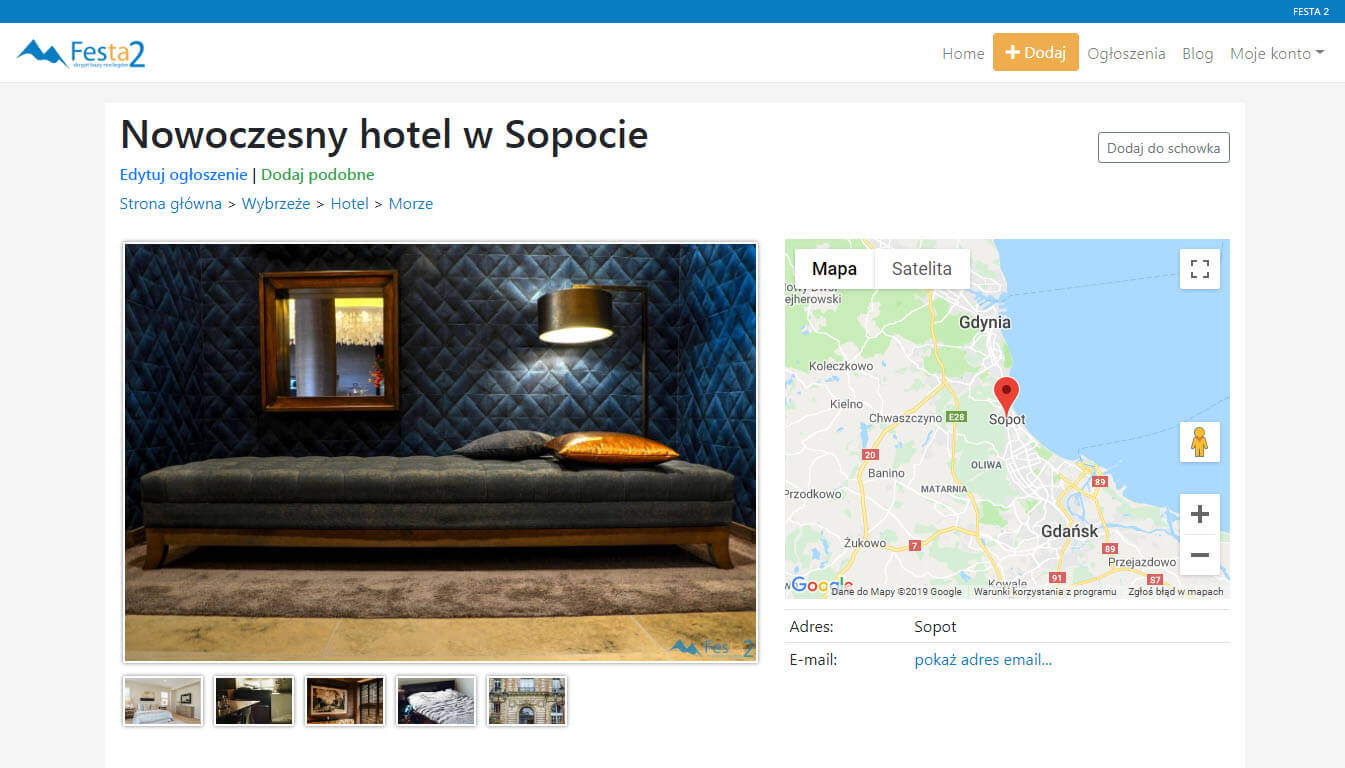 FESTA 2
Festa2
skrypt bazy noclegów
Home
+ Dodaj
Ogłoszenia
Blog
Moje konto
Nowoczesny hotel w Sopocie
Dodaj do schowka
Edytuj ogłoszenie | Dodaj podobne
Strona główna > Wybrzeże > Hotel > Morze
Mapa
Satelita
ejherowski
Gdynia
Koleczkowo
Kielno
Chwaszczyno
E28
Sopot
20
Banino
OLIWA
89
MATARNIA
Przodkowo
Gdańsk
Żukowo
7
89
Przejazdowo
Kowale
91
S7
Google
Dane do Mapy ©2019 Google
Warunki korzystania z programu
Zgłoś błąd w mapach
Adres:
Sopot
E-mail:
pokaż adres email...